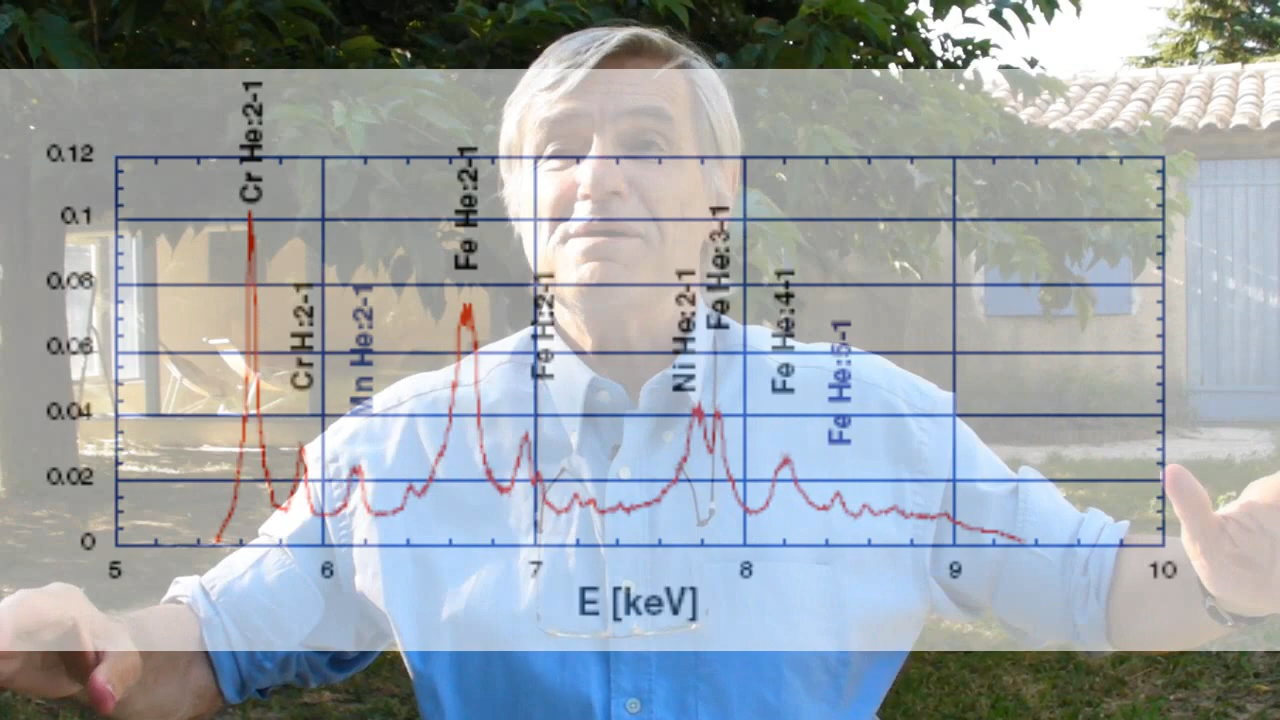 Cr He:2-1
Cr H:2-1
Mn He:2-1
Fe He:2-1
Fe H:2-1
Ni He:2-1
Fe He:3-1
Fe He:4-1
Fe He:5-1
0.12
0.1
0.08
0.06
0.04
0.02
0
5 6 7 8 9 10
E [keV]